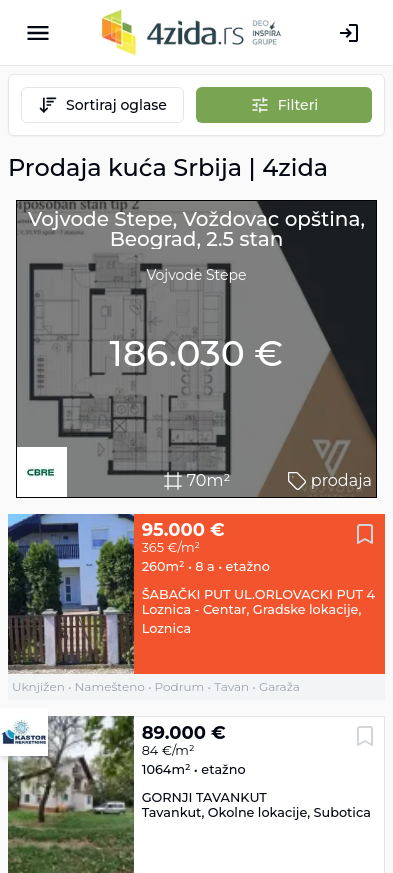 4zida.rs DEO INSPIRA GRUPE
Sortiraj oglase
Filteri
Prodaja kuća Srbija | 4zida
Vojvode Stepe, Voždovac opština,
Beograd, 2.5 stan
Vojvode Stepe
186.030 €
CBRE
70m²
prodaja
95.000 €
365 €/m²
260m² • 8 a • etažno
ŠABAČKI PUT UL.ORLOVACKI PUT 4
Loznica - Centar, Gradske lokacije,
Loznica
Uknjižen • Namešteno • Podrum • Tavan • Garaža
KASTOR
NEKRETNINE
89.000 €
84 €/m²
1064m² • etažno
GORNJI TAVANKUT
Tavankut, Okolne lokacije, Subotica